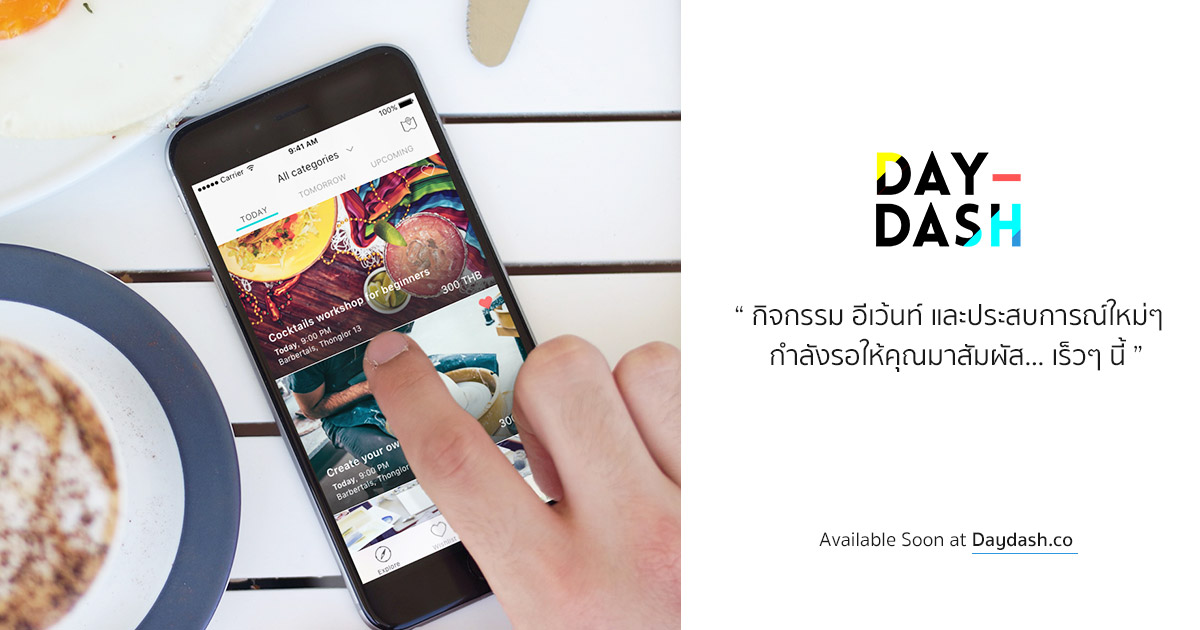 Carrier
9:41 AM
100%
All categories
TODAY
TOMORROW
UPCOMING
Cocktails workshop for beginners
Today, 9:00 PM
Barbertals, Thonglor 13
300 THB
Create your ow
Today, 9:00 PM
Barbertals, Thonglor
300
Explore
Wishlist
DAY–
DASH
“ กิจกรรม อีเว้นท์ และประสบการณ์ใหม่ๆ
กำลังรอให้คุณมาสัมผัส... เร็วๆ นี้ ”
Available Soon at Daydash.co